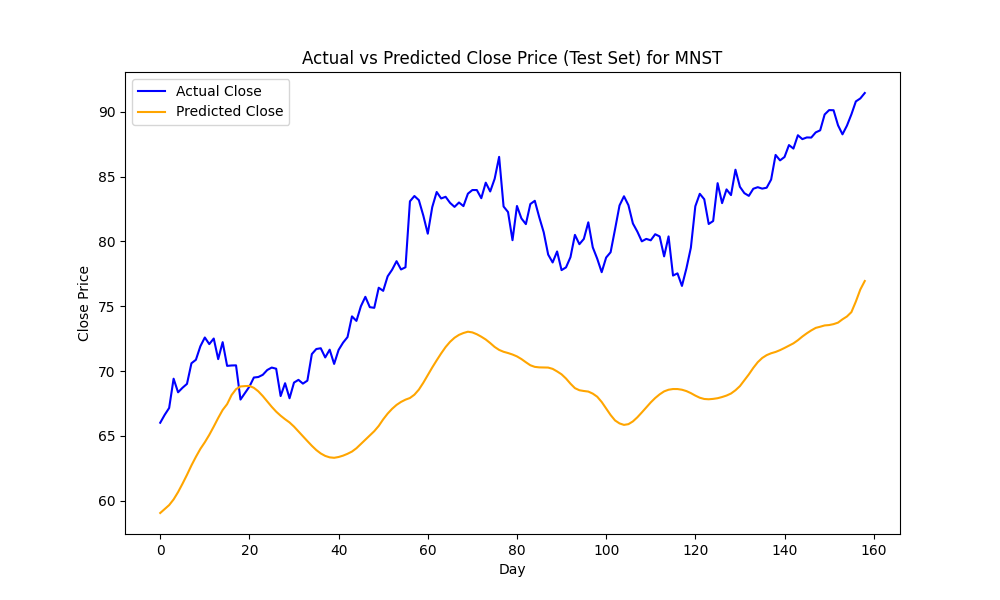 Actual vs Predicted Close Price (Test Set) for MNST
Actual Close
Predicted Close
90
85
80
75
70
65
60
Close Price
0 20 40 60 80 100 120 140 160
Day